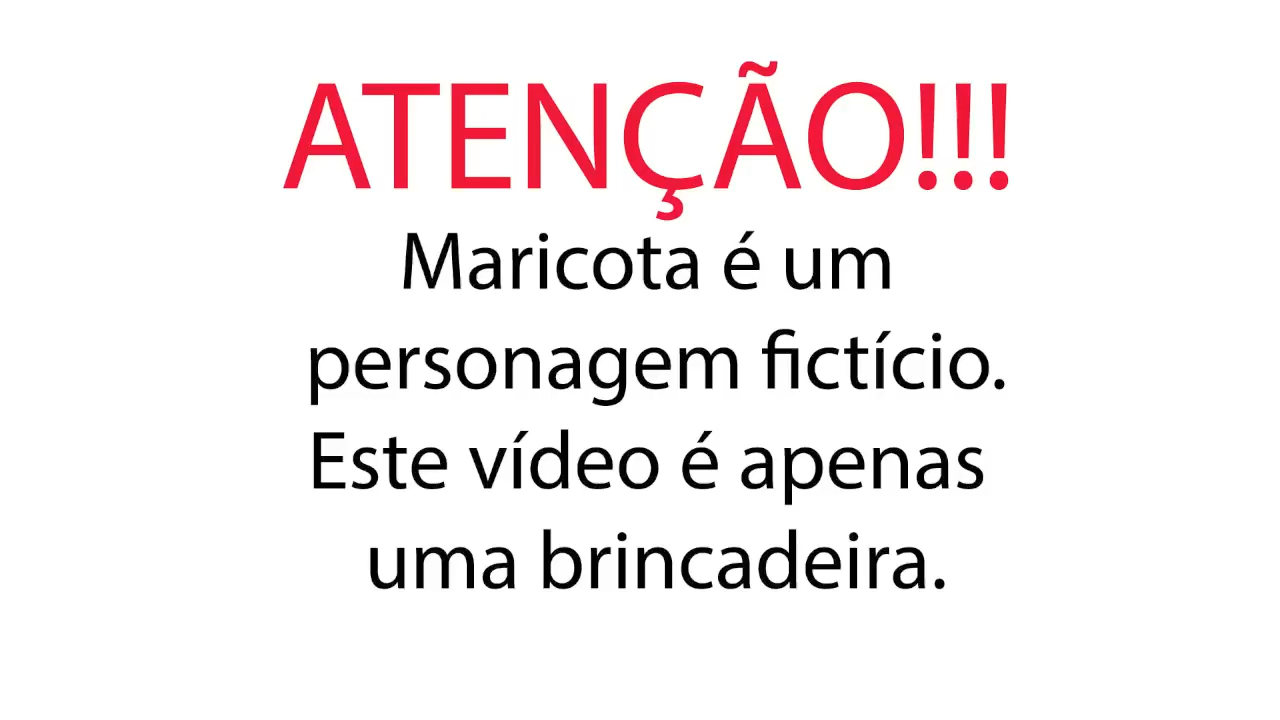 ATENÇÃO!!!
Maricota é um
personagem fictício.
Este vídeo é apenas
uma brincadeira.